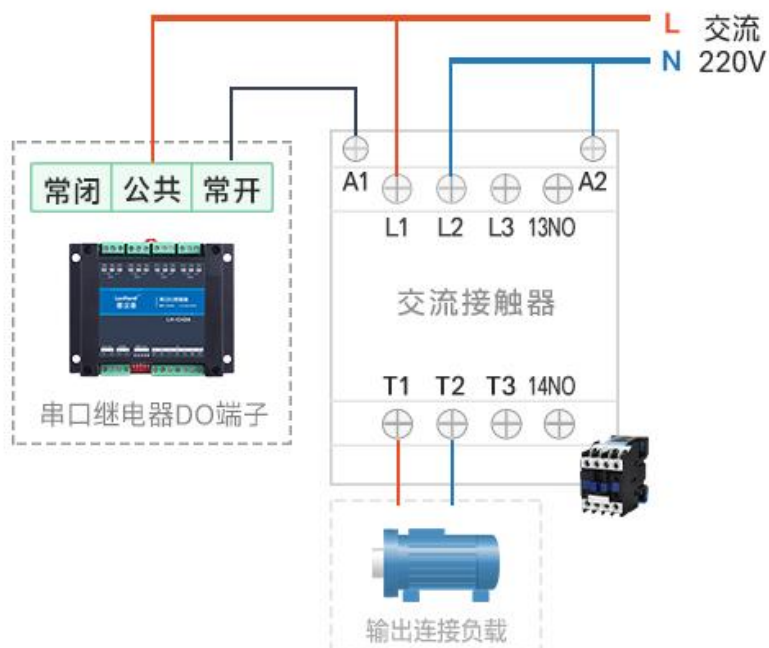 L 交流
N 220V
常闭 公共 常开
A1 A2
L1 L2 L3 13NO
交流接触器
T1 T2 T3 14NO
串口继电器DO端子
输出连接负载